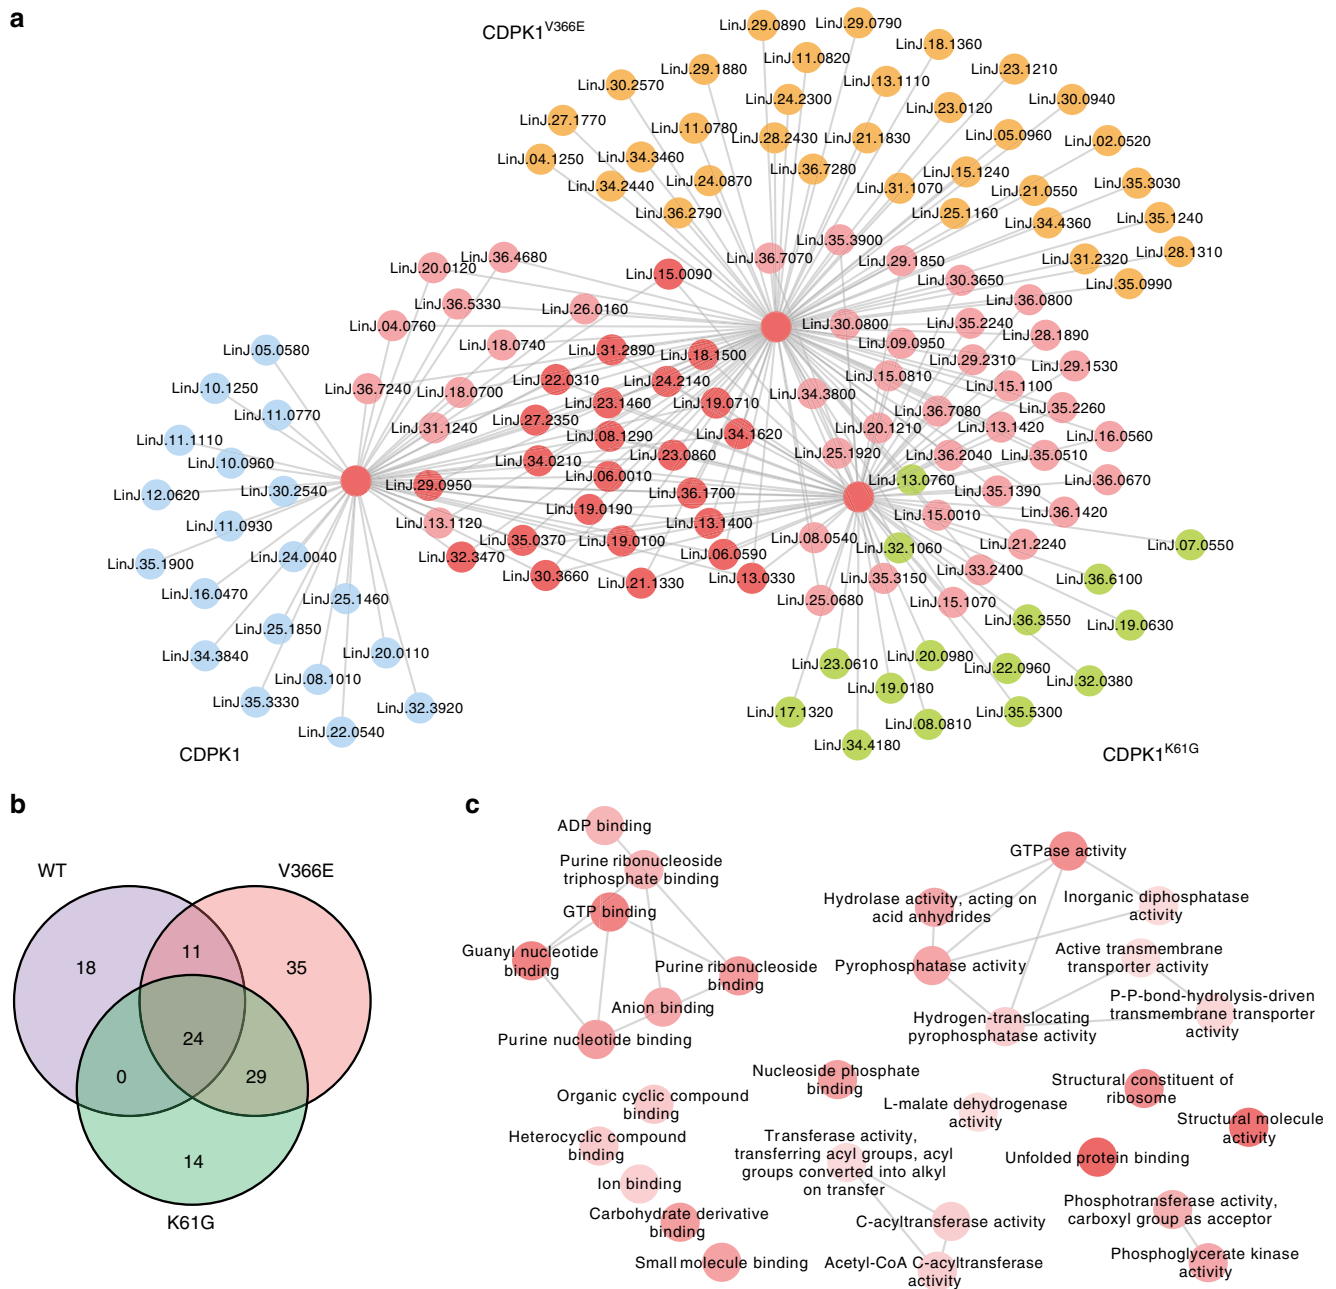 a
CDPK1V366E
LinJ.29.0890
LinJ.29.0790
LinJ.18.1360
LinJ.11.0820
LinJ.29.1880
LinJ.23.1210
LinJ.30.2570
LinJ.13.1110
LinJ.24.2300
LinJ.23.0120
LinJ.30.0940
LinJ.27.1770
LinJ.11.0780
LinJ.28.2430
LinJ.21.1830
LinJ.05.0960
LinJ.02.0520
LinJ.04.1250
LinJ.34.3460
LinJ.36.7280
LinJ.15.1240
LinJ.34.2440
LinJ.24.0870
LinJ.31.1070
LinJ.21.0550
LinJ.35.3030
LinJ.36.2790
LinJ.25.1160
LinJ.34.4360
LinJ.35.1240
LinJ.35.3900
LinJ.36.4680
LinJ.20.0120
LinJ.15.0090
LinJ.36.7070
LinJ.29.1850
LinJ.31.2320
LinJ.28.1310
LinJ.30.3650
LinJ.35.0990
LinJ.36.5330
LinJ.26.0160
LinJ.36.0800
LinJ.04.0760
LinJ.30.0800
LinJ.35.2240
LinJ.28.1890
LinJ.18.0740
LinJ.31.2890
LinJ.18.1500
LinJ.09.0950
LinJ.05.0580
LinJ.29.2310
LinJ.29.1530
LinJ.22.0310
LinJ.24.2140
LinJ.15.0810
LinJ.15.1100
LinJ.10.1250
LinJ.36.7240
LinJ.18.0700
LinJ.23.1460
LinJ.19.0710
LinJ.34.3800
LinJ.36.7080
LinJ.35.2260
LinJ.11.0770
LinJ.27.2350
LinJ.31.1240
LinJ.08.1290
LinJ.34.1620
LinJ.20.1210
LinJ.13.1420
LinJ.16.0560
LinJ.11.1110
LinJ.10.0960
LinJ.34.0210
LinJ.23.0860
LinJ.25.1920
LinJ.36.2040
LinJ.35.0510
LinJ.12.0620
LinJ.30.2540
LinJ.29.0950
LinJ.06.0010
LinJ.36.1700
LinJ.13.0760
LinJ.35.1390
LinJ.36.0670
LinJ.11.0930
LinJ.13.1120
LinJ.19.0190
LinJ.13.1400
LinJ.15.0010
LinJ.36.1420
LinJ.35.0370
LinJ.19.0100
LinJ.08.0540
LinJ.32.1060
LinJ.21.2240
LinJ.07.0550
LinJ.35.1900
LinJ.24.0040
LinJ.32.3470
LinJ.06.0590
LinJ.33.2400
LinJ.30.3660
LinJ.21.1330
LinJ.13.0330
LinJ.35.3150
LinJ.36.6100
LinJ.16.0470
LinJ.25.1460
LinJ.25.0680
LinJ.15.1070
LinJ.36.3550
LinJ.19.0630
LinJ.25.1850
LinJ.34.3840
LinJ.20.0110
LinJ.23.0610
LinJ.20.0980
LinJ.22.0960
LinJ.08.1010
LinJ.19.0180
LinJ.32.0380
LinJ.35.3330
LinJ.32.3920
LinJ.17.1320
LinJ.08.0810
LinJ.35.5300
LinJ.22.0540
LinJ.34.4180
CDPK1
CDPK1K61G
b
WT
V366E
18
11
35
24
0
29
14
K61G
c
ADP binding
Purine ribonucleoside
triphosphate binding
GTP binding
Guanyl nucleotide
binding
Purine ribonucleoside
binding
Anion binding
Purine nucleotide binding
GTPase activity
Hydrolase activity, acting on
acid anhydrides
Inorganic diphosphatase
activity
Pyrophosphatase activity
Active transmembrane
transporter activity
Hydrogen-translocating
pyrophosphatase activity
P-P-bond-hydrolysis-driven
transmembrane transporter
activity
Organic cyclic compound
binding
Heterocyclic compound
binding
Ion binding
Carbohydrate derivative
binding
Small molecule binding
Nucleoside phosphate
binding
L-malate dehydrogenase
activity
Transferase activity,
transferring acyl groups, acyl
groups converted into alkyl
on transfer
C-acyltransferase activity
Acetyl-CoA C-acyltransferase
activity
Structural constituent of
ribosome
Structural molecule
activity
Unfolded protein binding
Phosphotransferase activity,
carboxyl group as acceptor
Phosphoglycerate kinase
activity